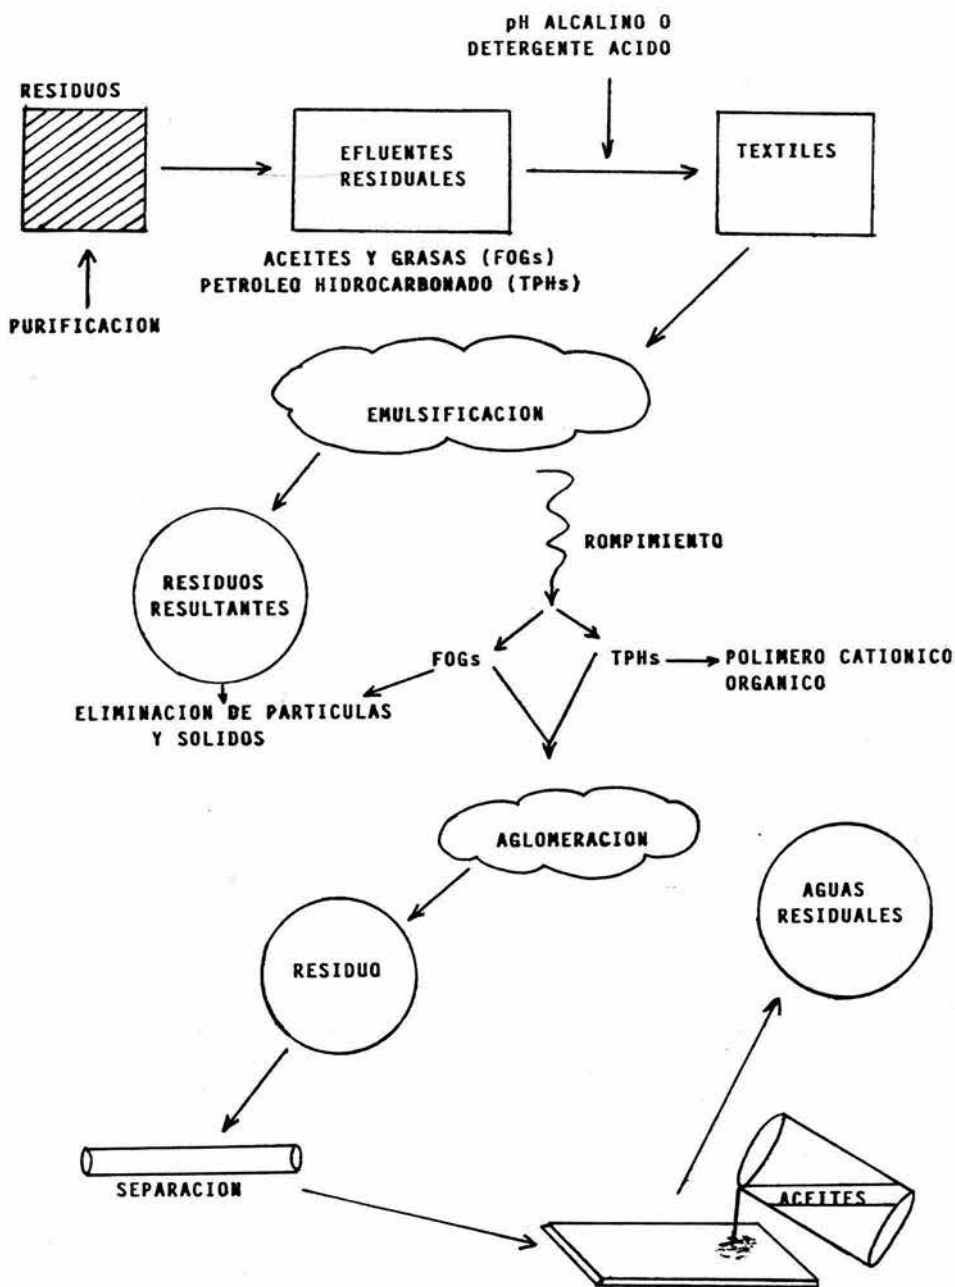 pH ALCALINO O
DETERGENTE ACIDO
RESIDUOS
EFLUENTES
RESIDUALES
TEXTILES
ACEITES Y GRASAS (FOGs)
PETROLEO HIDROCARBONADO (TPHs)
PURIFICACION
EMULSIFICACION
ROMPIMIENTO
RESIDUOS
RESULTANTES
FOGs
TPHs
POLIMERO CATIONICO
ORGANICO
ELIMINACION DE PARTICULAS
Y SOLIDOS
AGLOMERACION
AGUAS
RESIDUALES
RESIDUO
SEPARACION
ACEITES